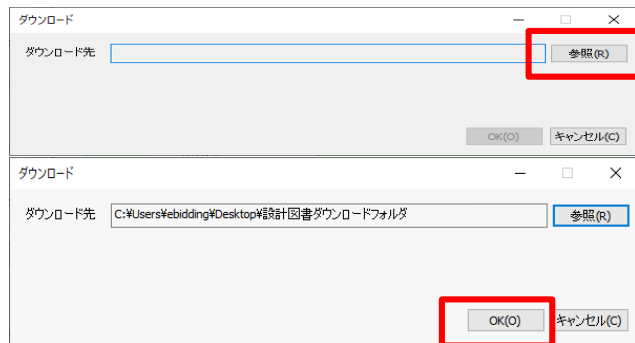 ダウンロード
ダウンロード先 参照(R)
OK(O) キャンセル(C)
ダウンロード
ダウンロード先 C:¥Users¥ebidding¥Desktop¥設計図書ダウンロードフォルダ 参照(R)
OK(O) キャンセル(C)